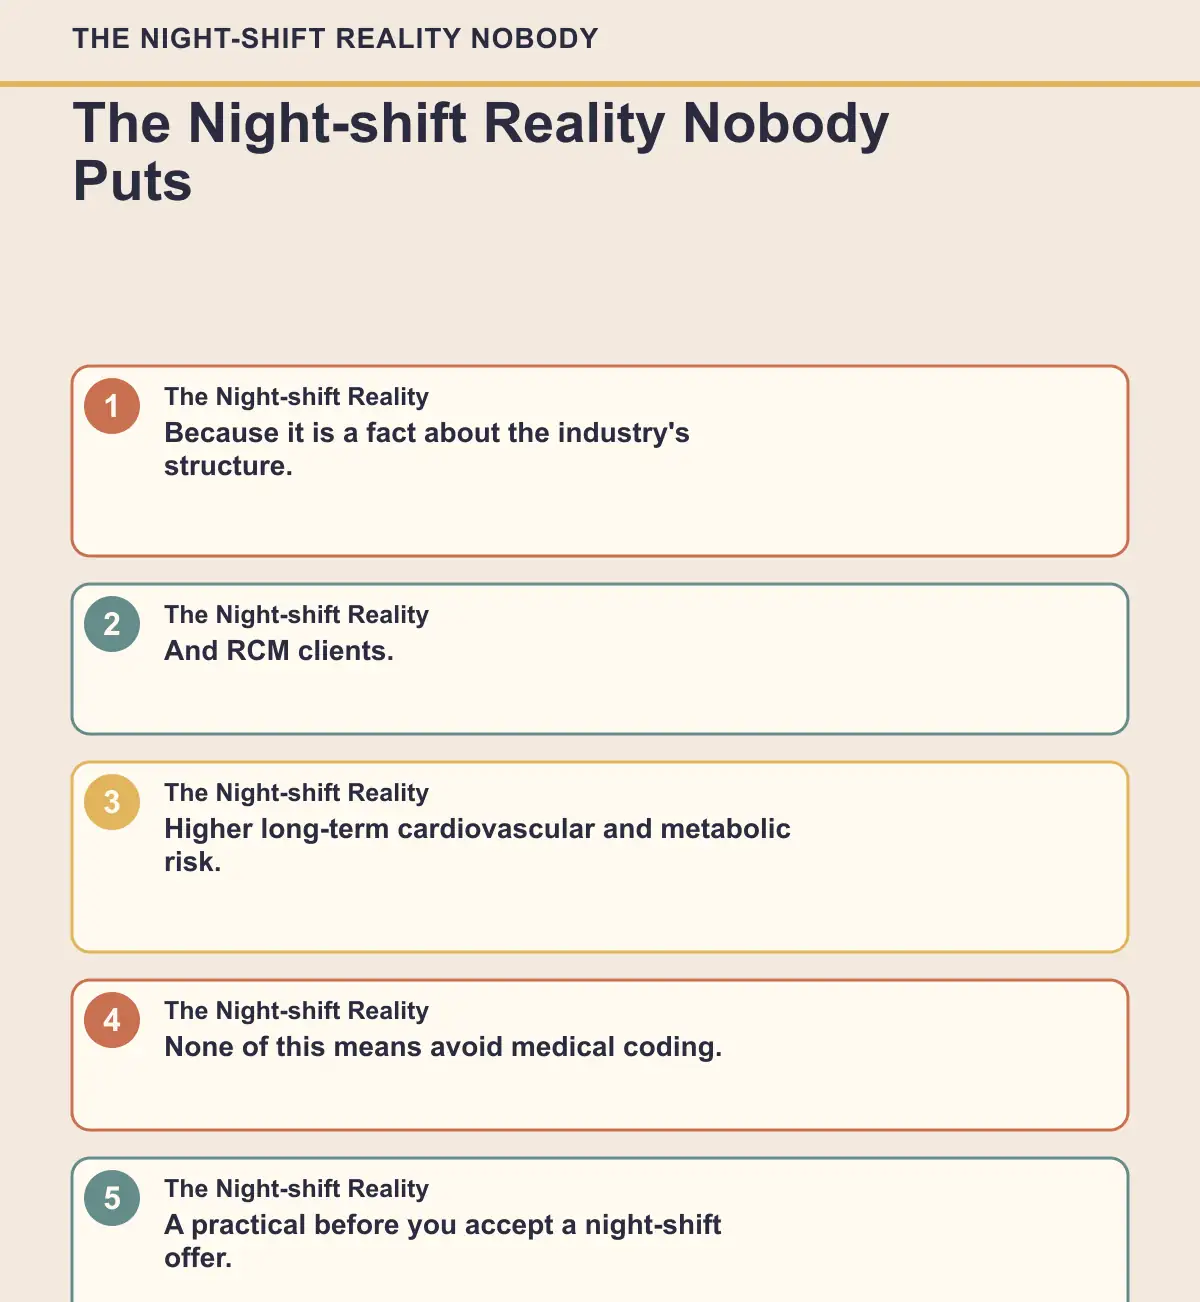 THE NIGHT-SHIFT REALITY NOBODY
The Night-shift Reality Nobody
Puts
1
The Night-shift Reality
Because it is a fact about the industry's
structure.
2
The Night-shift Reality
And RCM clients.
3
The Night-shift Reality
Higher long-term cardiovascular and metabolic
risk.
4
The Night-shift Reality
None of this means avoid medical coding.
5
The Night-shift Reality
A practical before you accept a night-shift
offer.